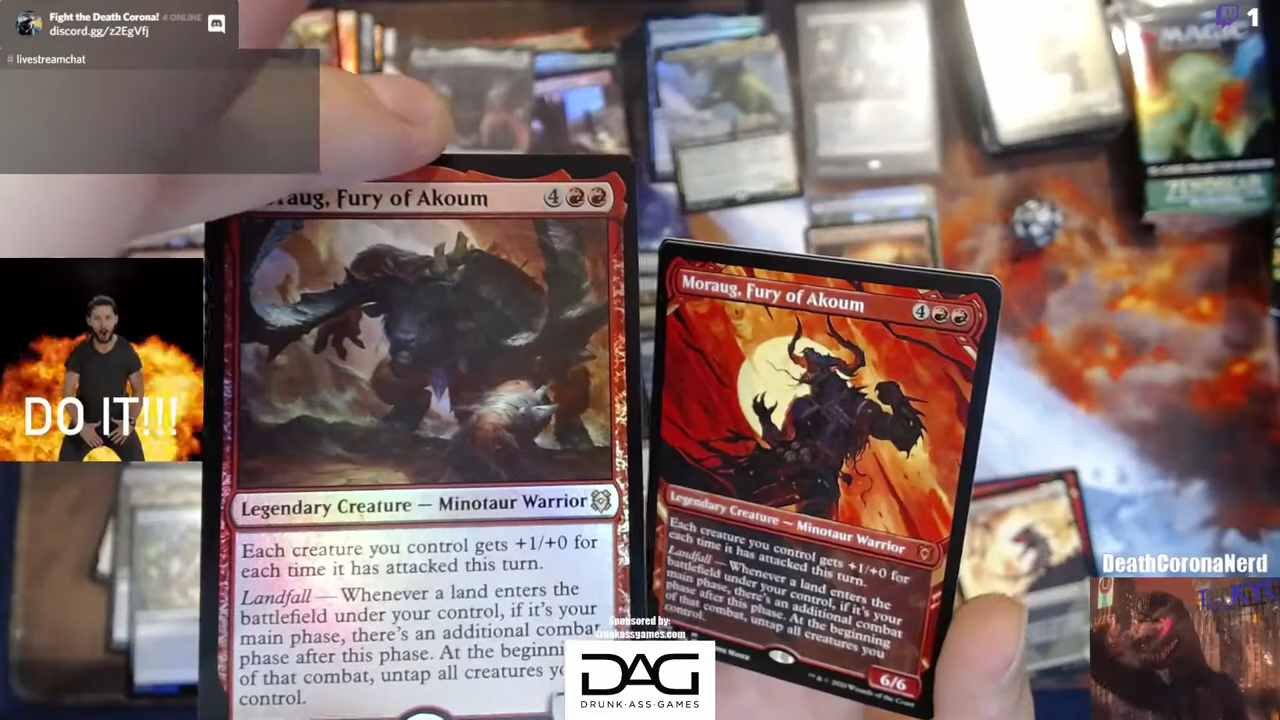 Fight the Death Corona! 4 ONLINE
discord.gg/z2EgVfj
# livestreamchat
1
MAGIC
ZENDIKAR
raug, Fury of Akoum 4
Legendary Creature — Minotaur Warrior
Each creature you control gets +1/+0 for
each time it has attacked this turn.
Landfall — Whenever a land enters the
battlefield under your control, if it's your
main phase, there's an additional combat
phase after this phase. At the beginni
of that combat, untap all creatures yo
control.
Moraug, Fury of Akoum 4
Legendary Creature — Minotaur Warrior
Each creature you control gets +1/+0 for
each time it has attacked this turn.
Landfall — Whenever a land enters the
battlefield under your control, if it's your
main phase, there's an additional combat
phase after this phase. At the beginning
of that combat, untap all creatures you
control.
6/6
DO IT!!!
DeathCoronaNerd
Sponsored by:
drunkassgames.com
DAG
DRUNK-ASS-GAMES